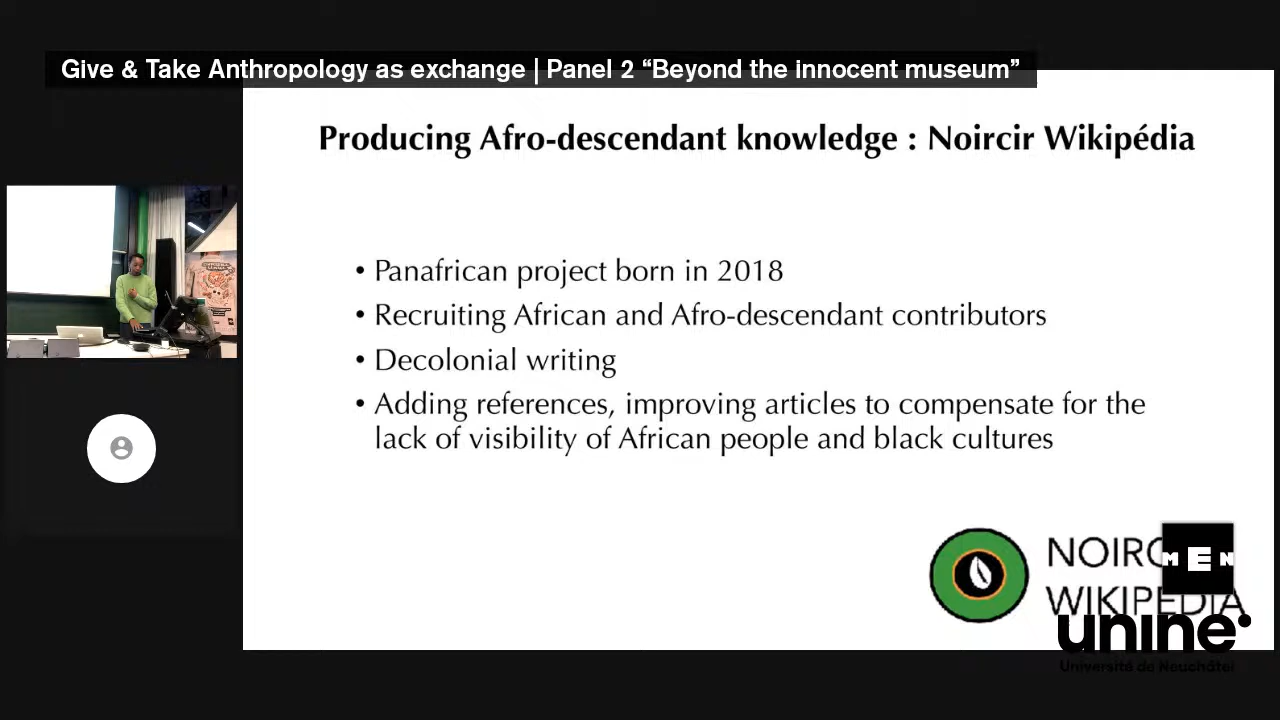 Give & Take Anthropology as exchange | Panel 2 “Beyond the innocent museum”
Producing Afro-descendant knowledge : Noircir Wikipédia
• Panafrican project born in 2018
• Recruiting African and Afro-descendant contributors
• Decolonial writing
• Adding references, improving articles to compensate for the
lack of visibility of African people and black cultures
MEN
WIKIPÉDIA
unine
Université de Neuchâtel